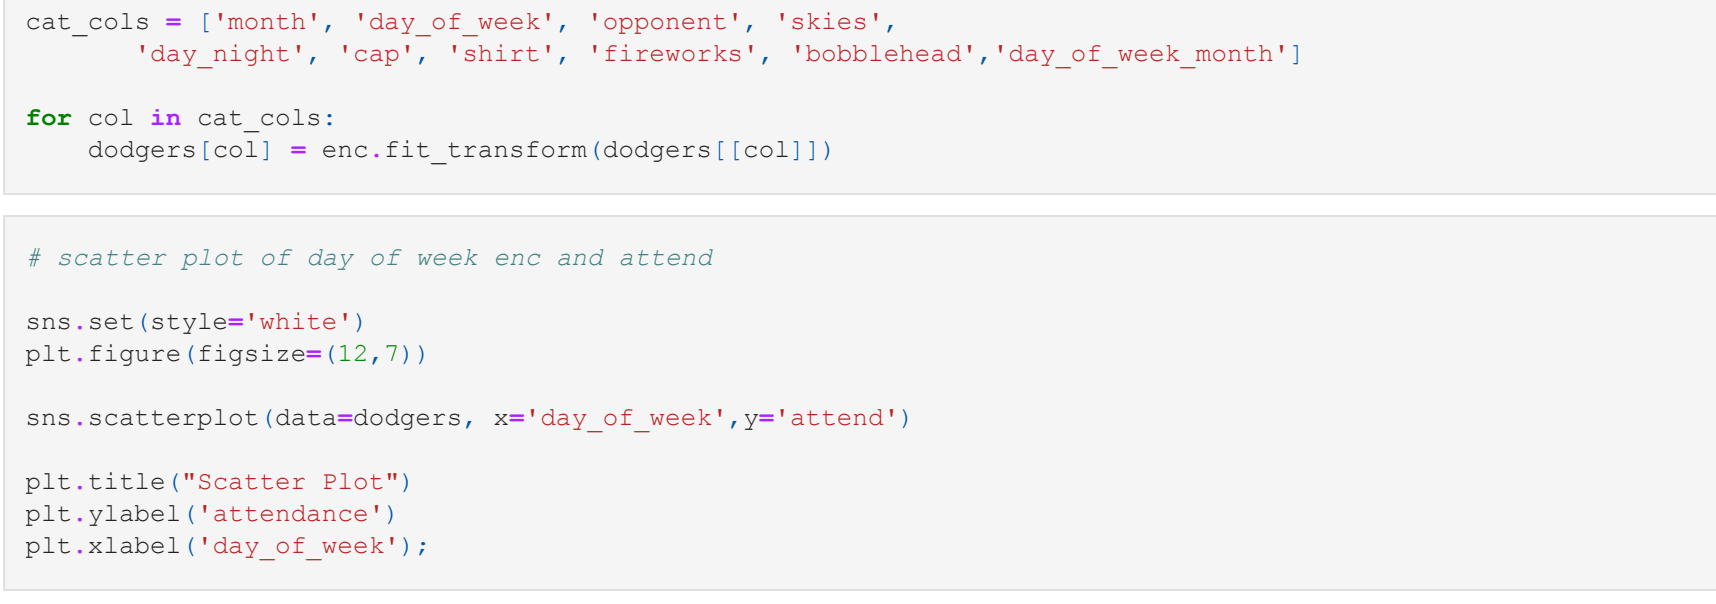 cat_cols = ['month', 'day_of_week', 'opponent', 'skies',
       'day_night', 'cap', 'shirt', 'fireworks', 'bobblehead','day_of_week_month']
for col in cat_cols:
    dodgers[col] = enc.fit_transform(dodgers[[col]])
# scatter plot of day of week enc and attend
sns.set(style='white')
plt.figure(figsize=(12,7))
sns.scatterplot(data=dodgers, x='day_of_week',y='attend')
plt.title("Scatter Plot")
plt.ylabel('attendance')
plt.xlabel('day_of_week');